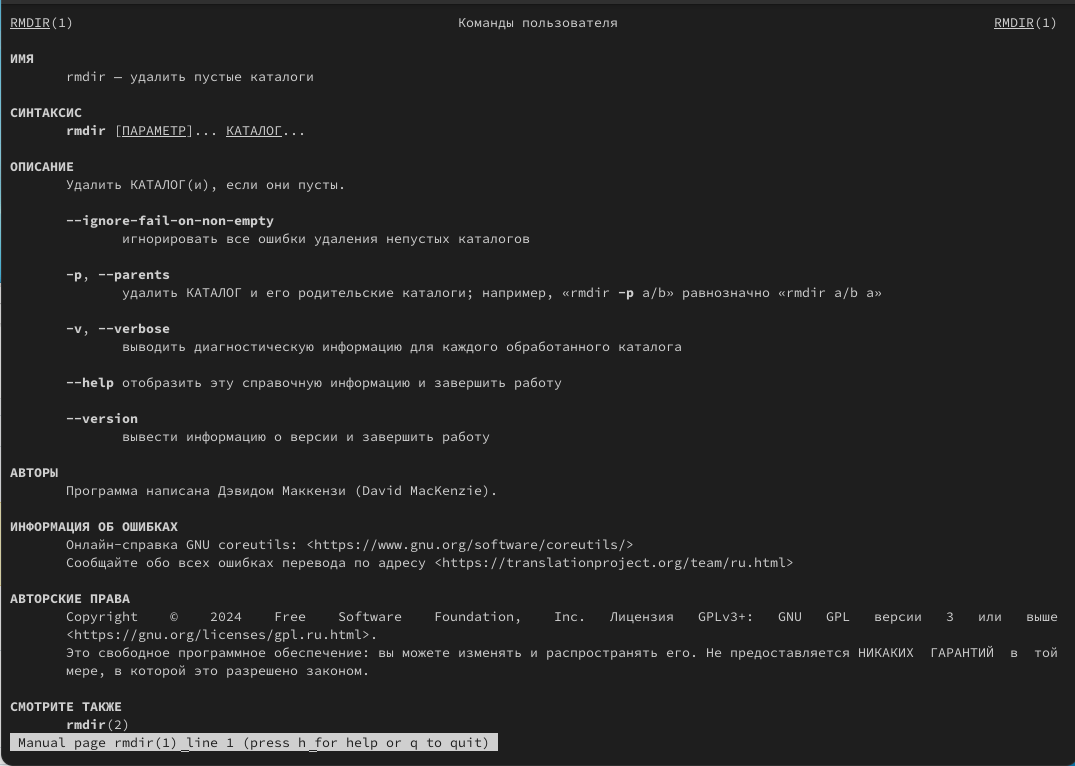 RMDIR(1) Команды пользователя RMDIR(1)
ИМЯ
rmdir — удалить пустые каталоги
СИНТАКСИС
rmdir [ПАРАМЕТР]... КАТАЛОГ...
ОПИСАНИЕ
Удалить КАТАЛОГ(и), если они пусты.
--ignore-fail-on-non-empty
игнорировать все ошибки удаления непустых каталогов
-p, --parents
удалить КАТАЛОГ и его родительские каталоги; например, «rmdir -p a/b» равнозначно «rmdir a/b a»
-v, --verbose
выводить диагностическую информацию для каждого обработанного каталога
--help отобразить эту справочную информацию и завершить работу
--version
вывести информацию о версии и завершить работу
АВТОРЫ
Программа написана Дэвидом Маккензи (David MacKenzie).
ИНФОРМАЦИЯ ОБ ОШИБКАХ
Онлайн-справка GNU coreutils: <https://www.gnu.org/software/coreutils/>
Сообщайте обо всех ошибках перевода по адресу <https://translationproject.org/team/ru.html>
АВТОРСКИЕ ПРАВА
Copyright © 2024 Free Software Foundation, Inc. Лицензия GPLv3+: GNU GPL версии 3 или выше
<https://gnu.org/licenses/gpl.ru.html>.
Это свободное программное обеспечение: вы можете изменять и распространять его. Не предоставляется НИКАКИХ ГАРАНТИЙ в той
мере, в которой это разрешено законом.
СМОТРИТЕ ТАКЖЕ
rmdir(2)
Manual page rmdir(1) line 1 (press h for help or q to quit)